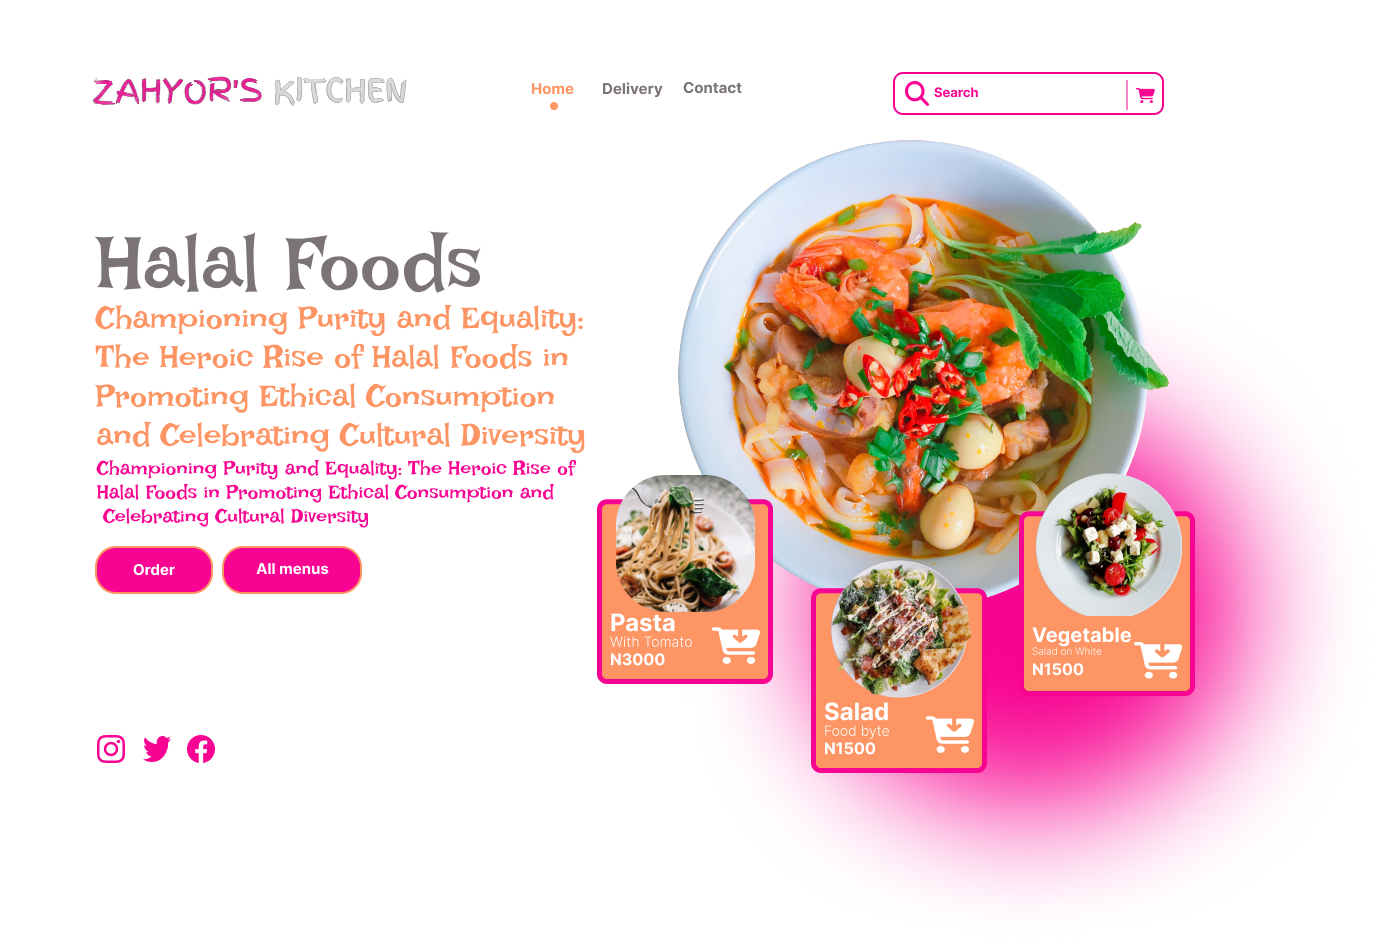 ZAHYOR'S KITCHEN
Home
Delivery
Contact
Search
Halal Foods
Championing Purity and Equality:
The Heroic Rise of Halal Foods in
Promoting Ethical Consumption
and Celebrating Cultural Diversity
Championing Purity and Equality: The Heroic Rise of
Halal Foods in Promoting Ethical Consumption and
Celebrating Cultural Diversity
Order
All menus
Pasta
With Tomato
N3000
Salad
Food byte
N1500
Vegetable
Salad on White
N1500